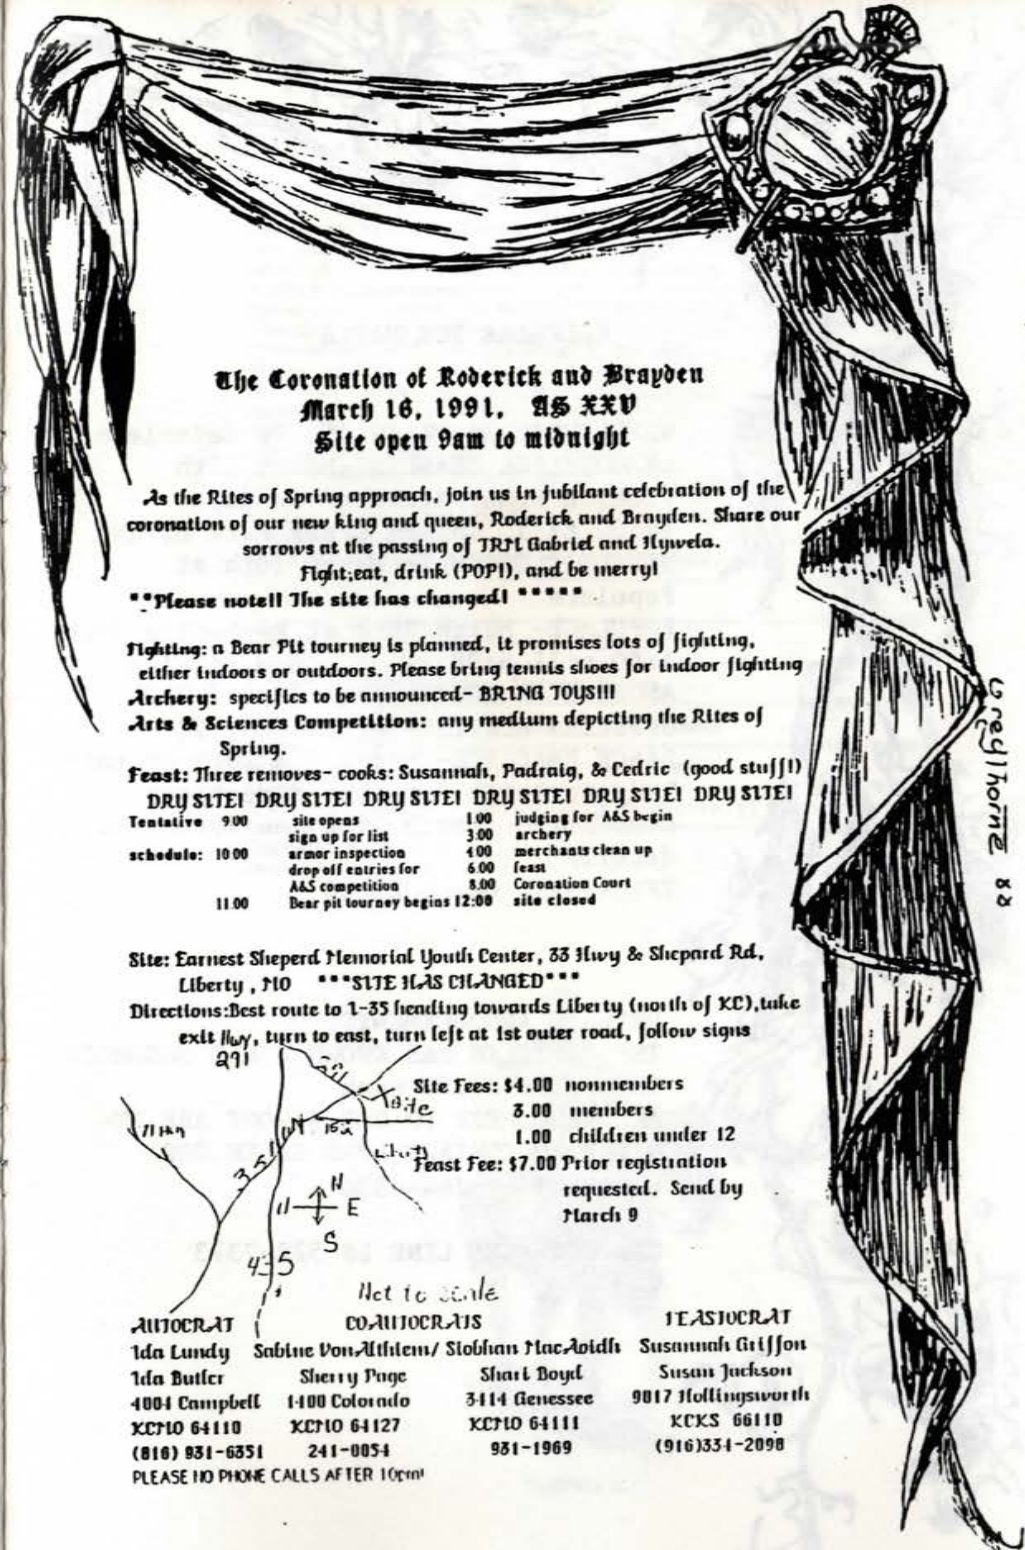 The Coronation of Roderick and Brayden
March 16, 1991, AS XXV
Site open 9am to midnight
As the Rites of Spring approach, join us in jubilant celebration of the
coronation of our new king and queen, Roderick and Brayden. Share our
sorrows at the passing of TRM Gabriel and Hywela.
Fight, eat, drink (POP!), and be merry!
**Please note!! The site has changed! *****
Fighting: a Bear Pit tourney is planned, it promises lots of fighting,
either indoors or outdoors. Please bring tennis shoes for indoor fighting
Archery: specifics to be announced- BRING TOYS!!!
Arts & Sciences Competition: any medium depicting the Rites of
Spring.
Feast: Three removes- cooks: Susannah, Padraig, & Cedric (good stuff!)
DRY SITE! DRY SITE! DRY SITE! DRY SITE! DRY SITE! DRY SITE!
Tentative 9:00 site opens 1:00 judging for A&S begin
sign up for list 3:00 archery
schedule: 10:00 armor inspection 4:00 merchants clean up
drop off entries for 6:00 feast
A&S competition 8:00 Coronation Court
11:00 Bear pit tourney begins 12:00 site closed
Site: Earnest Sheperd Memorial Youth Center, 33 Hwy & Shepard Rd,
Liberty, MO ***SITE HAS CHANGED***
Directions:Best route to I-35 heading towards Liberty (north of KC),take
exit Hwy, turn to east, turn left at 1st outer road, follow signs
291
291
Site
Site Fees: $4.00 nonmembers
3.00 members
1.00 children under 12
35
152
Liberty
Feast Fee: $7.00 Prior registration
requested. Send by
March 9
N
E
S
435
Not to scale
AUTOCRAT COAUTOCRATS FEASTOCRAT
Ida Lundy Sabine VonAlthiem/ Siobhan MacAoidh Susannah Griffon
Ida Butler Sherry Page Shari Boyd Susan Jackson
4004 Campbell 1400 Colorado 3414 Genessee 9017 Hollingsworth
KCMO 64110 KCMO 64127 KCMO 64111 KCKS 66110
(816) 931-6351 241-0054 931-1969 (916)334-2098
PLEASE NO PHONE CALLS AFTER 10pm!
Greylhorne 88